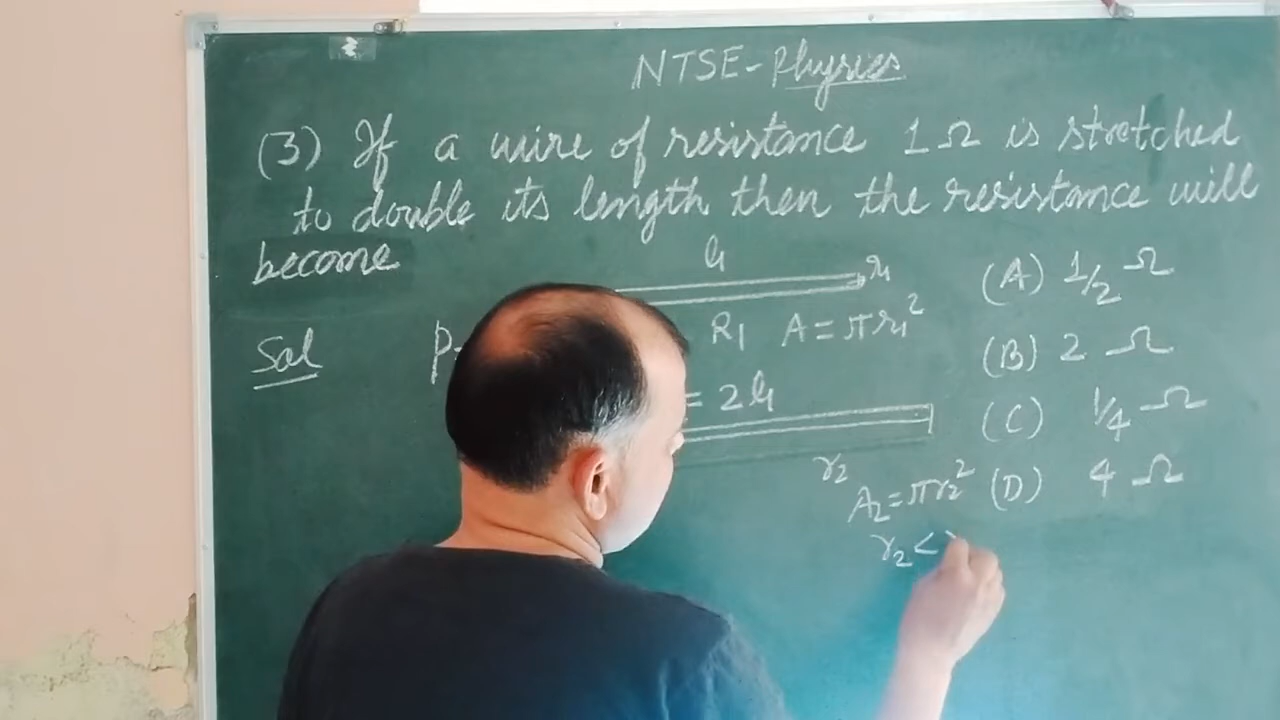 NTSE-Physics
(3) If a wire of resistance 1 Ω is stretched
to double its length then the resistance will
become
l₁
r₁
(A) 1/2 Ω
Sol
R₁ A = πr₁²
(B) 2 Ω
= 2l₁
(C) 1/4 Ω
r₂
A₂=πr₂²
(D) 4 Ω
r₂ <